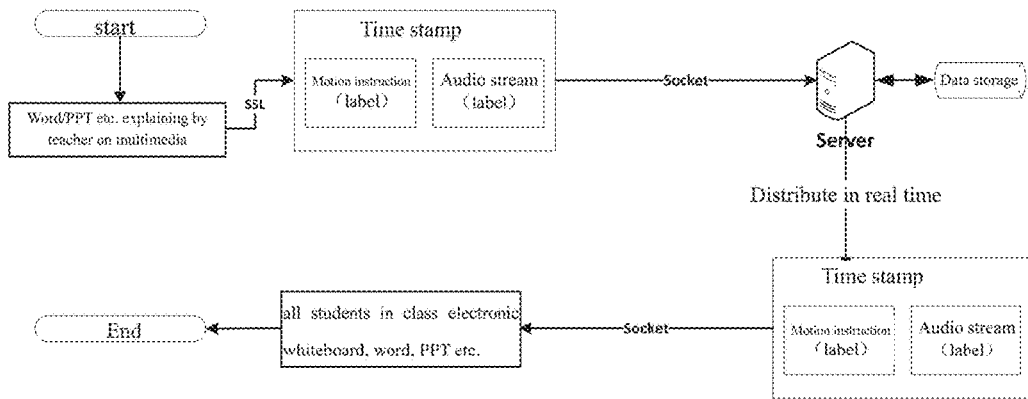 start
Word/PPT etc. explaining by
teacher on multimedia
SSL
Time stamp
Motion instruction
（label）
Audio stream
（label）
Socket
Server
Data storage
Distribute in real time
Time stamp
Motion instruction
（label）
Audio stream
（label）
Socket
all students in class electronic
whiteboard, word, PPT etc.
End